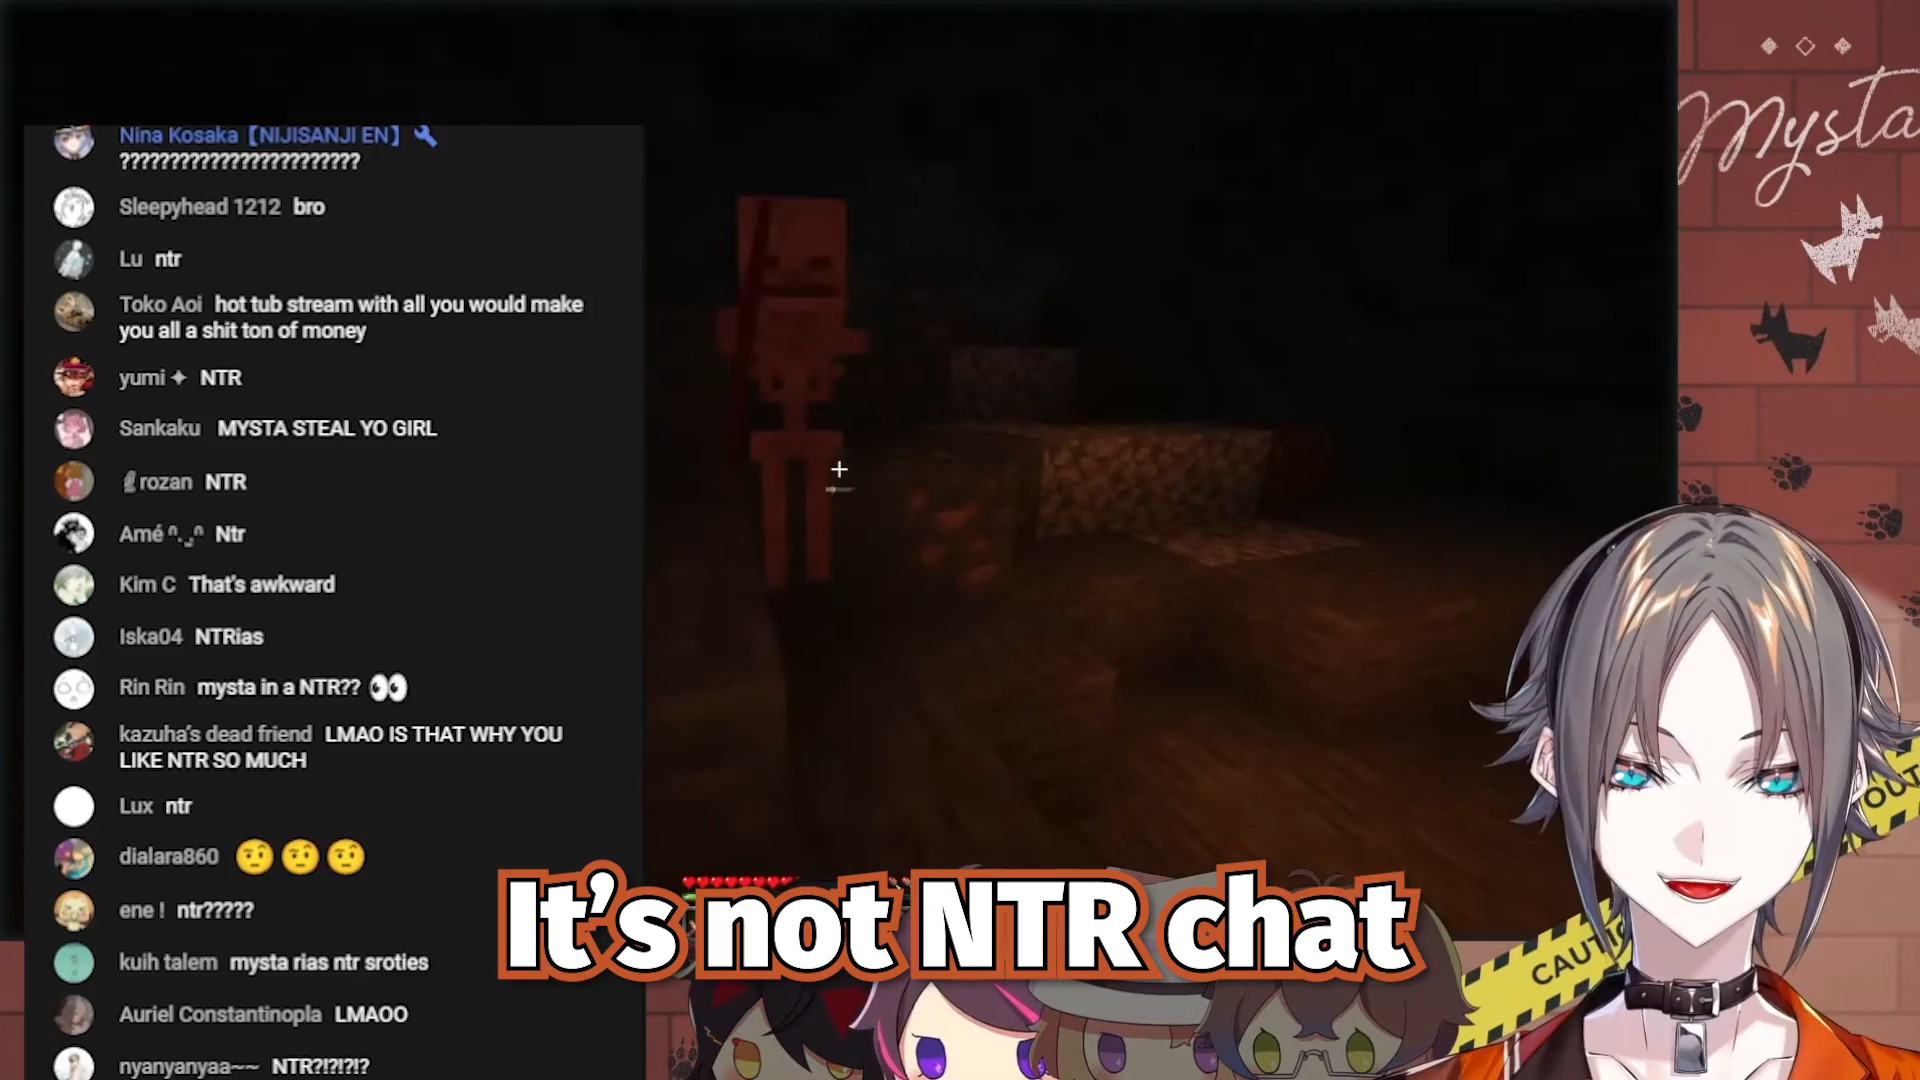 Nina Kosaka【NIJISANJI EN】
????????????????????????
Sleepyhead 1212 bro
Lu ntr
Toko Aoi hot tub stream with all you would make
you all a shit ton of money
yumi ✦ NTR
Sankaku MYSTA STEAL YO GIRL
rozan NTR
Amé Ntr
Kim C That's awkward
Iska04 NTRias
Rin Rin mysta in a NTR?? 👀
kazuha's dead friend LMAO IS THAT WHY YOU
LIKE NTR SO MUCH
Lux ntr
dialara860 🤨🤨🤨
ene ! ntr?????
kuih talem mysta rias ntr sroties
Auriel Constantinopla LMAOO
nyanyanyaa~~ NTR?!?!?!?
It's not NTR chat
Mysta
OUT
CAUTIO